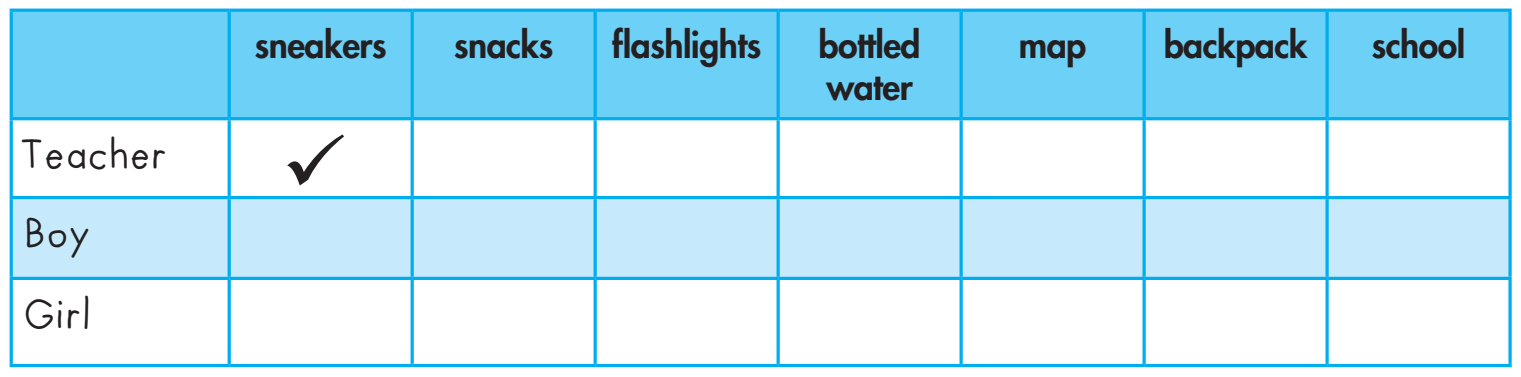 sneakers snacks flashlights bottled water map backpack school
Teacher ✓
Boy
Girl